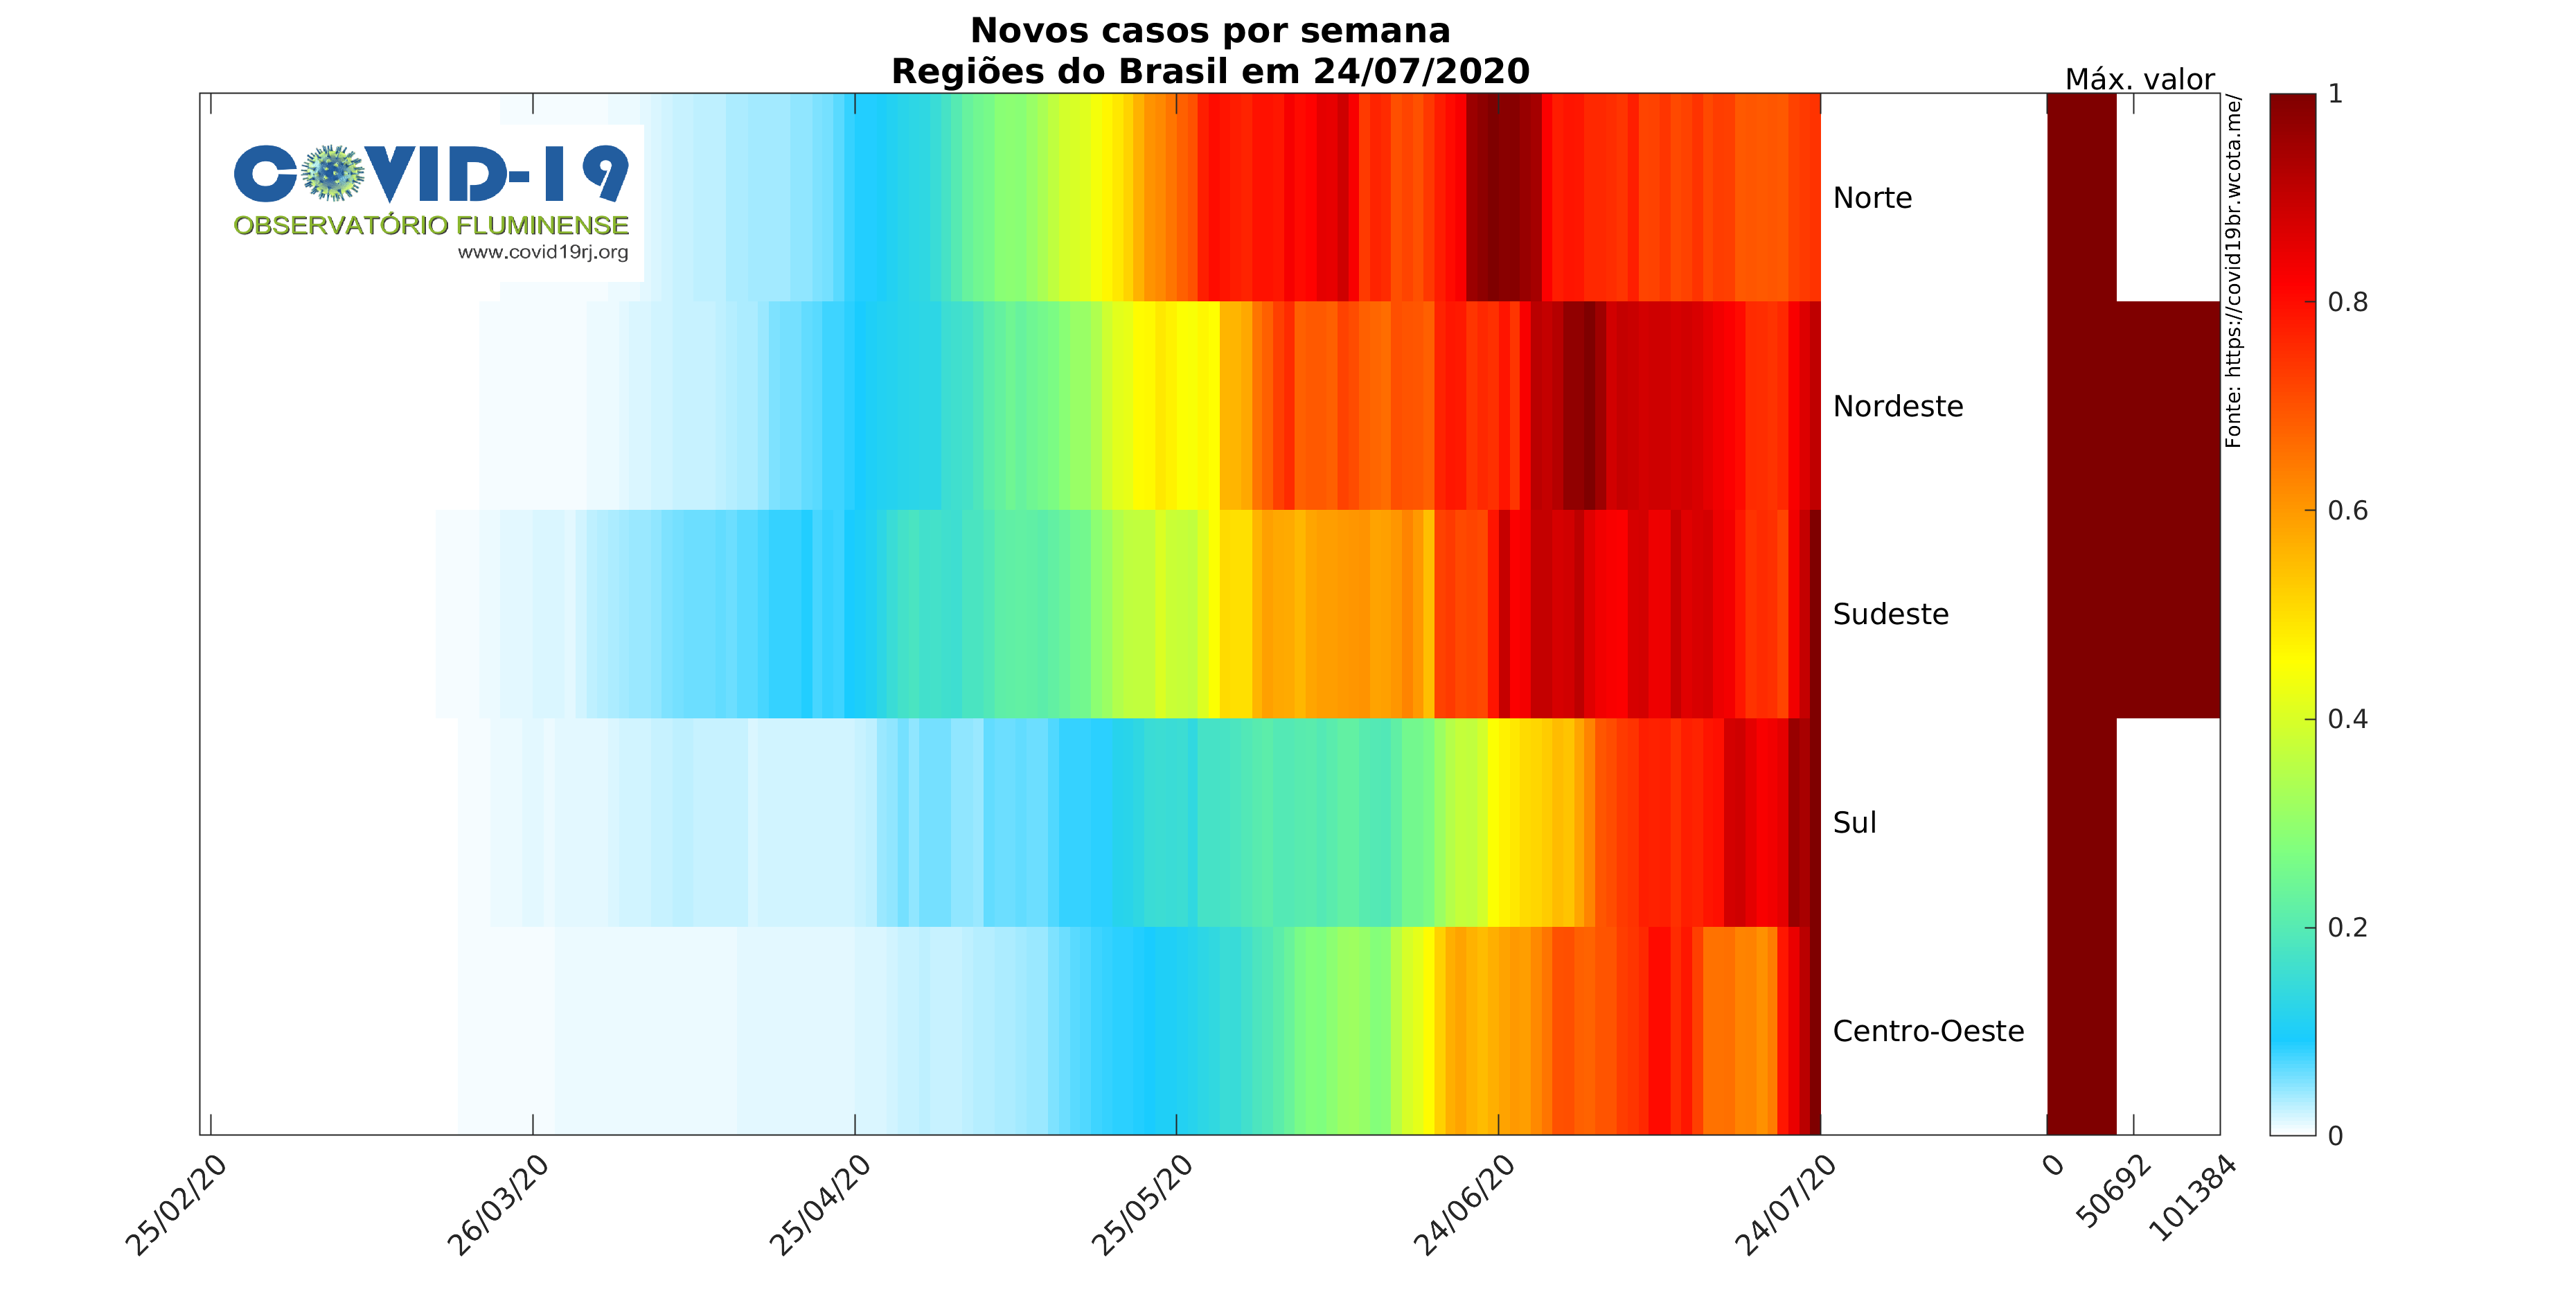 Novos casos por semana
Regiões do Brasil em 24/07/2020
Máx. valor
COVID-19
OBSERVATÓRIO FLUMINENSE
www.covid19rj.org
Norte
Nordeste
Sudeste
Sul
Centro-Oeste
Fonte: https://covid19br.wcota.me/
1
0.8
0.6
0.4
0.2
0
25/02/20
26/03/20
25/04/20
25/05/20
24/06/20
24/07/20
0
50692
101384